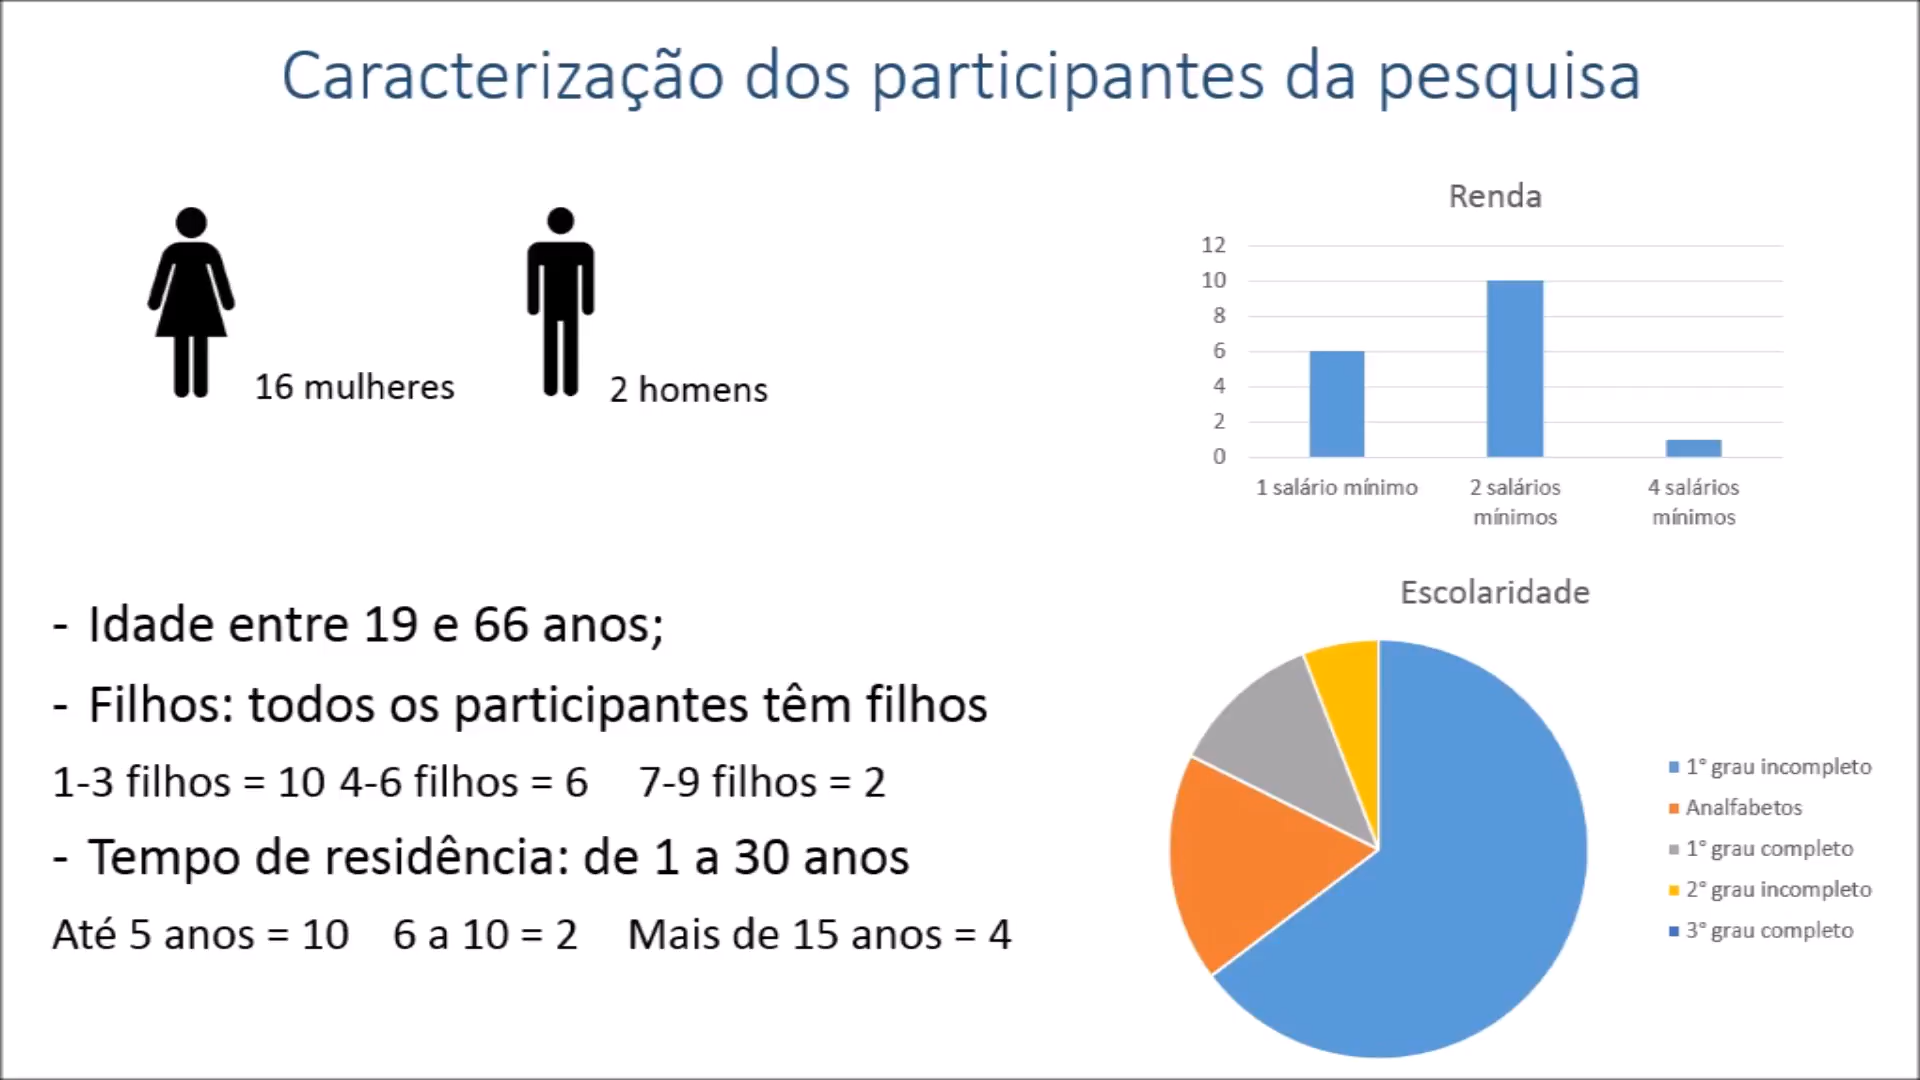 Caracterização dos participantes da pesquisa
16 mulheres
2 homens
- Idade entre 19 e 66 anos;
- Filhos: todos os participantes têm filhos
1-3 filhos = 10 4-6 filhos = 6 7-9 filhos = 2
- Tempo de residência: de 1 a 30 anos
Até 5 anos = 10 6 a 10 = 2 Mais de 15 anos = 4
Renda
12
10
8
6
4
2
0
1 salário mínimo
2 salários
mínimos
4 salários
mínimos
Escolaridade
1° grau incompleto
Analfabetos
1° grau completo
2° grau incompleto
3° grau completo